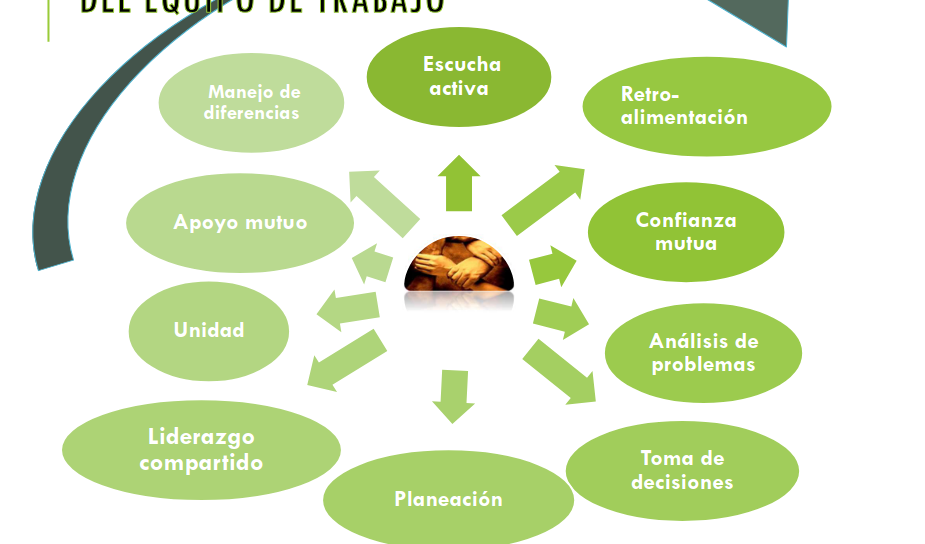 DEL EQUIPO DE TRABAJO
Escucha
activa
Manejo de
diferencias
Retro-
alimentación
Apoyo mutuo
Confianza
mutua
Unidad
Análisis de
problemas
Liderazgo
compartido
Planeación
Toma de
decisiones